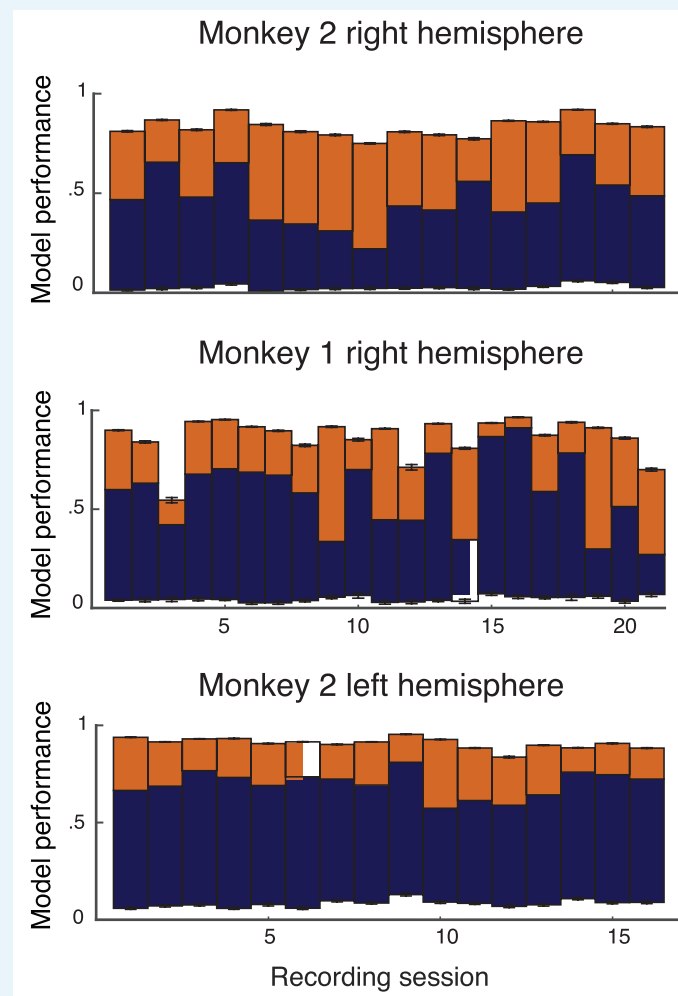 Monkey 2 right hemisphere
Model performance
1
.5
0
Monkey 1 right hemisphere
Model performance
1
.5
0
5
10
15
20
Monkey 2 left hemisphere
Model performance
1
.5
0
5
10
15
Recording session